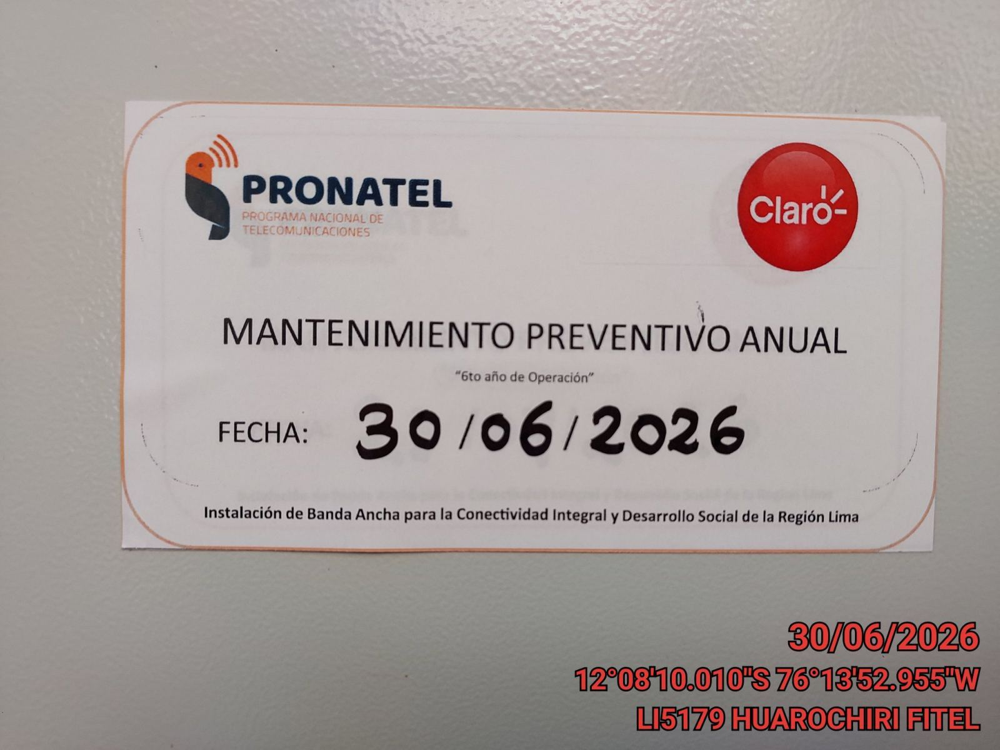 PRONATEL
PROGRAMA NACIONAL DE
TELECOMUNICACIONES
Claro
MANTENIMIENTO PREVENTIVO ANUAL
“6to año de Operación”
FECHA: 30/06/2026
Instalación de Banda Ancha para la Conectividad Integral y Desarrollo Social de la Región Lima
30/06/2026
12°08'10.010"S 76°13'52.955"W
LI5179 HUAROCHIRI FITEL